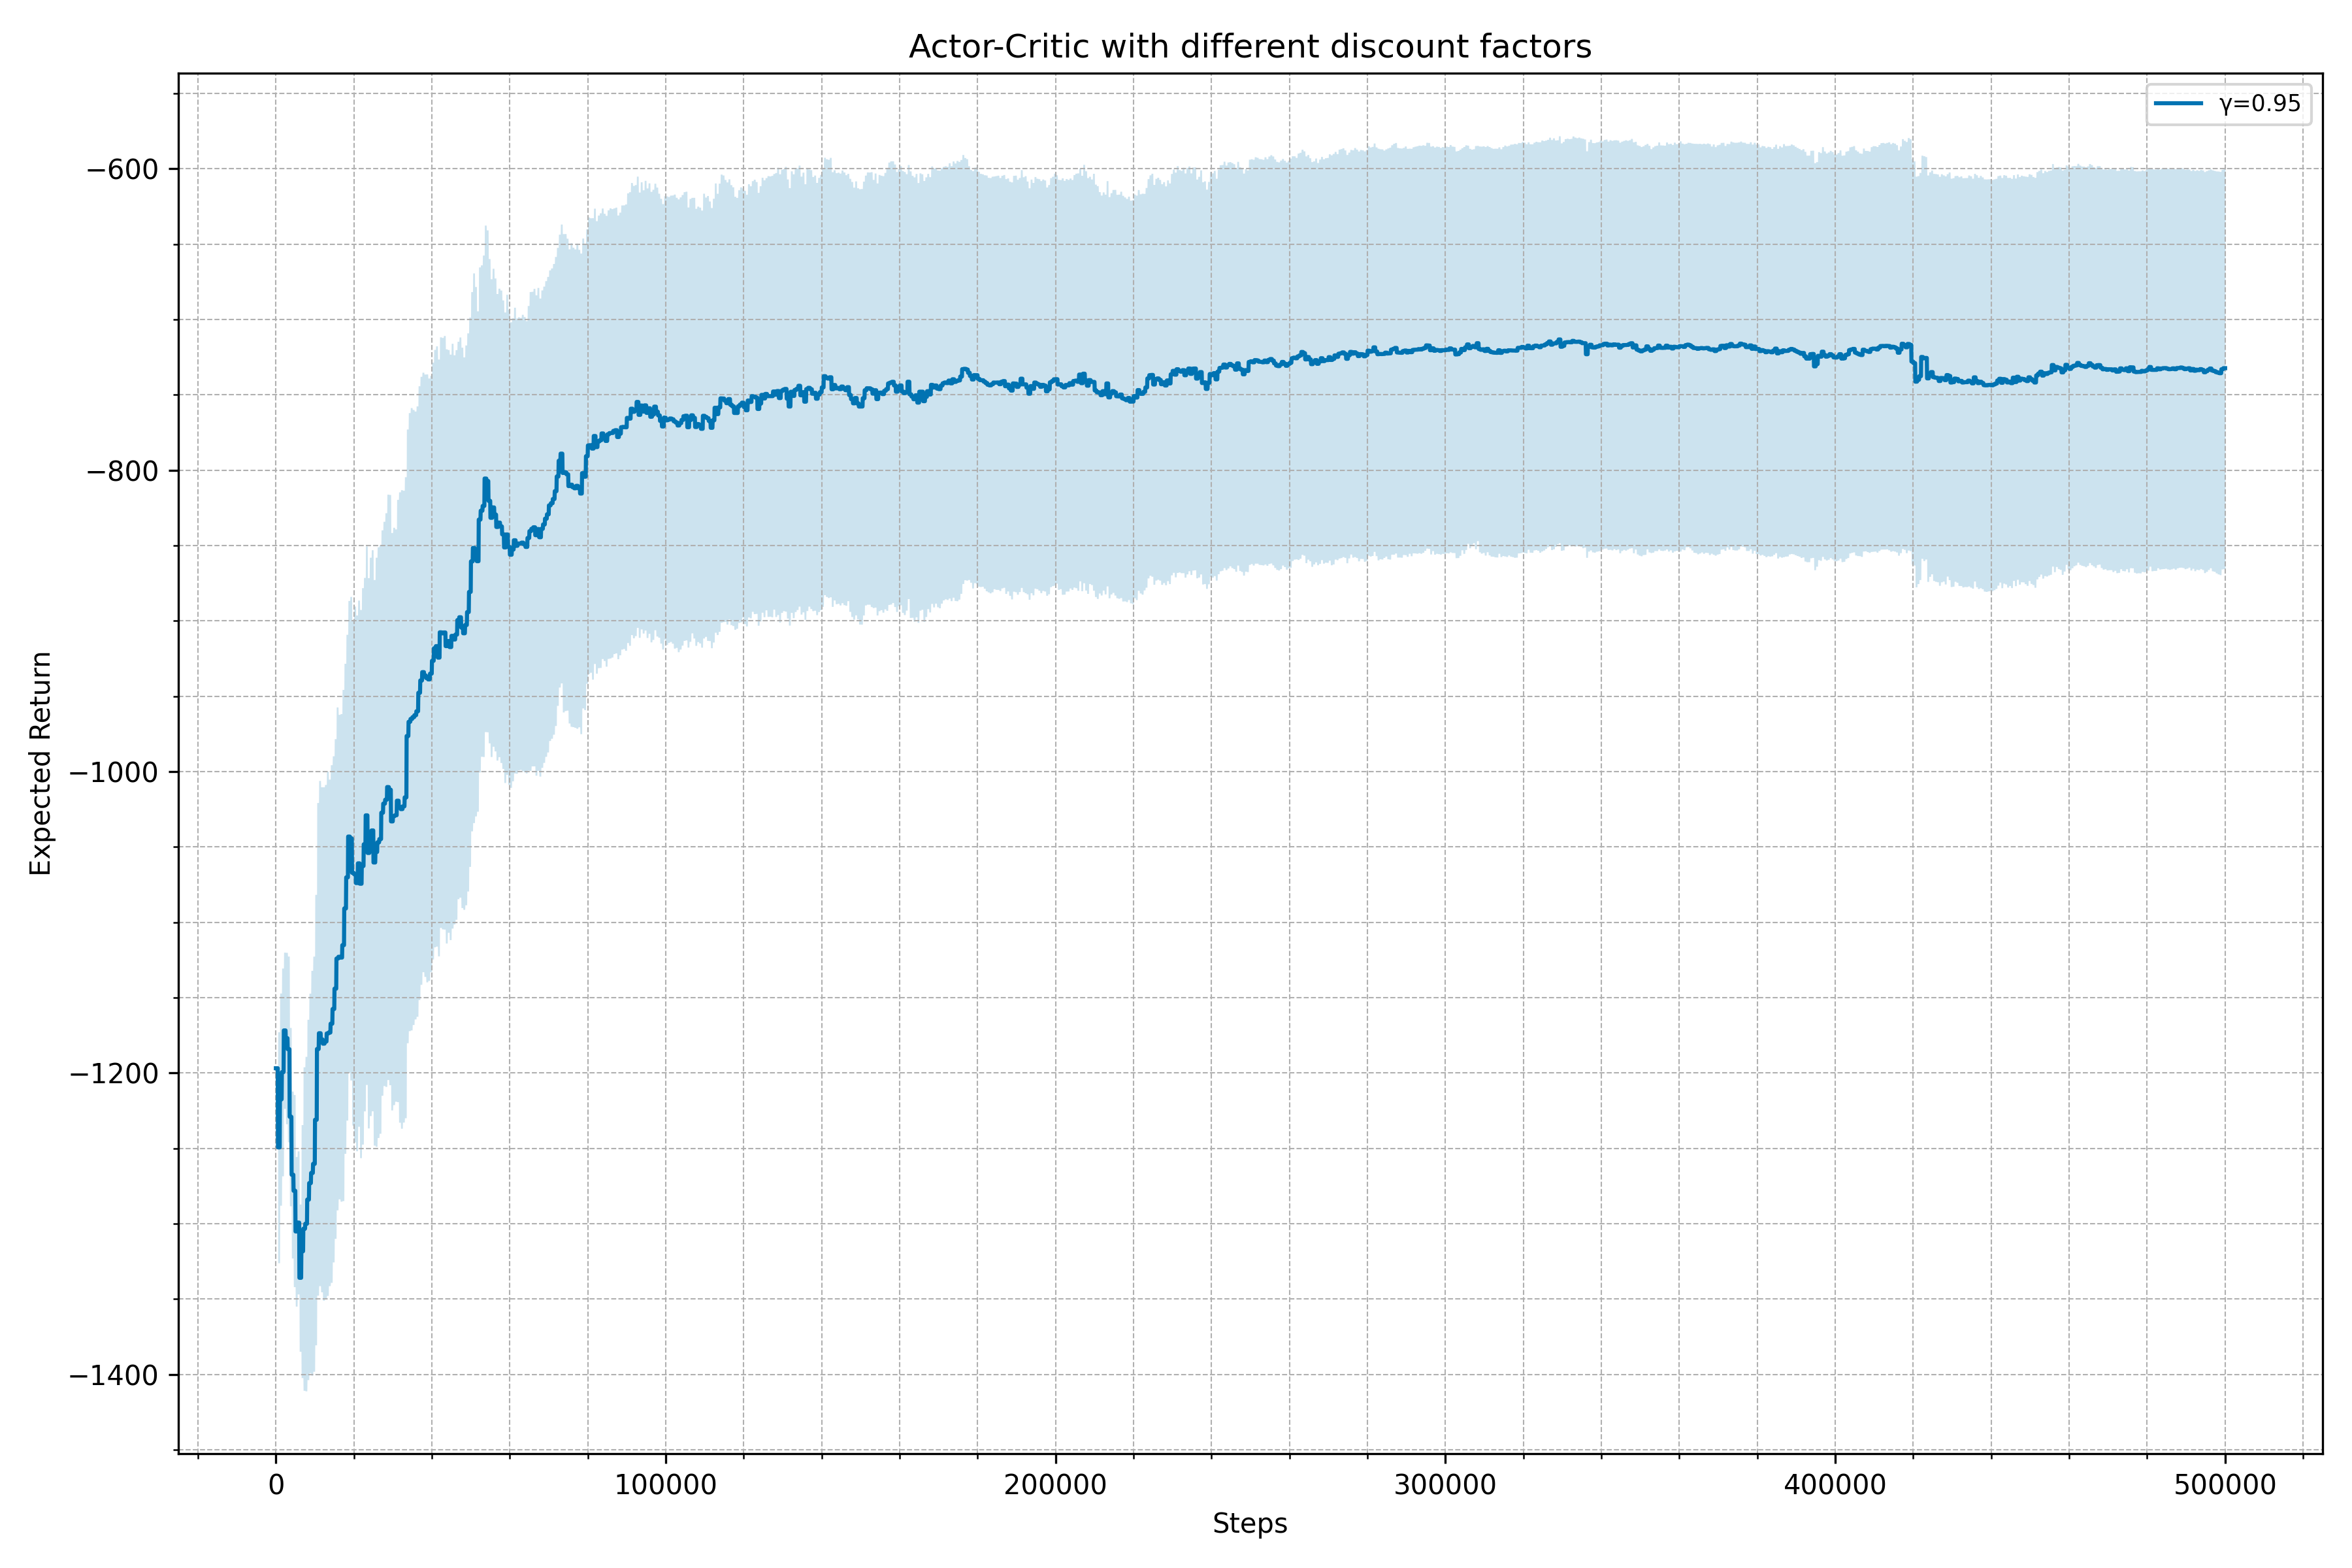 Actor-Critic with different discount factors
γ=0.95
Expected Return
−600
−800
−1000
−1200
−1400
0
100000
200000
300000
400000
500000
Steps